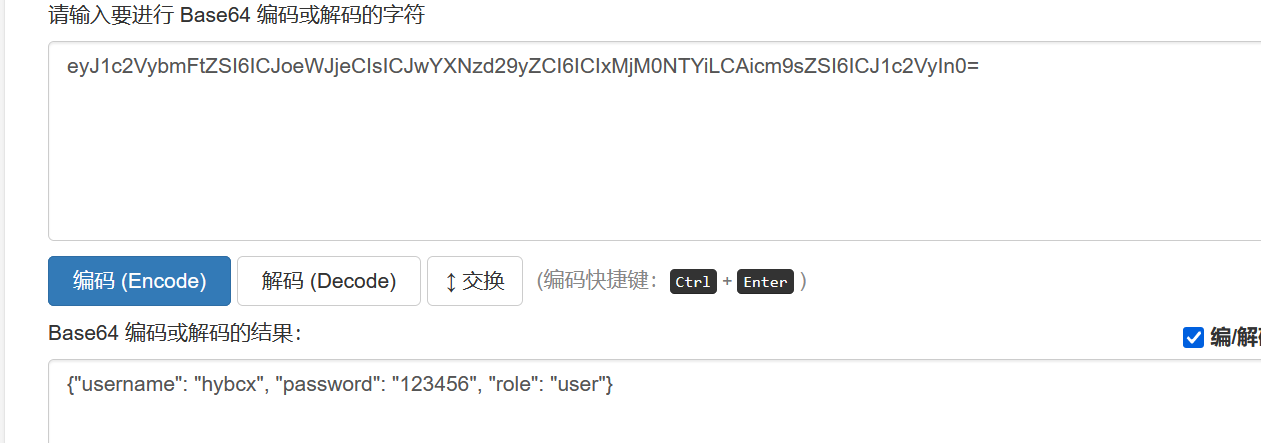 请输入要进行 Base64 编码或解码的字符
eyJ1c2VybmFtZSI6ICJoeWJjeCIsICJwYXNzd29yZCI6ICIxMjM0NTYiLCAicm9sZSI6ICJ1c2VyIn0=
编码 (Encode) 解码 (Decode) ↕ 交换 (编码快捷键： Ctrl + Enter )
Base64 编码或解码的结果： 编/解
{"username": "hybcx", "password": "123456", "role": "user"}